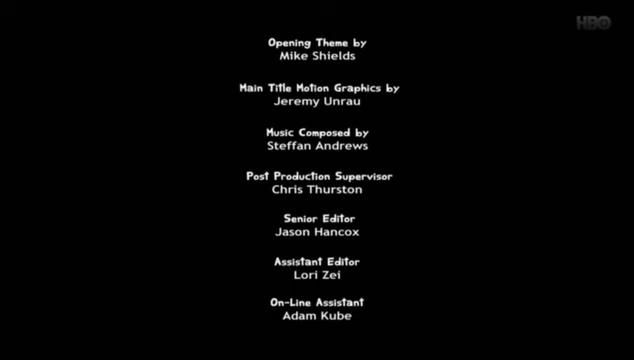 HBO
Opening Theme by
Mike Shields
Main Title Motion Graphics by
Jeremy Unrau
Music Composed by
Steffan Andrews
Post Production Supervisor
Chris Thurston
Senior Editor
Jason Hancox
Assistant Editor
Lori Zei
On-Line Assistant
Adam Kube